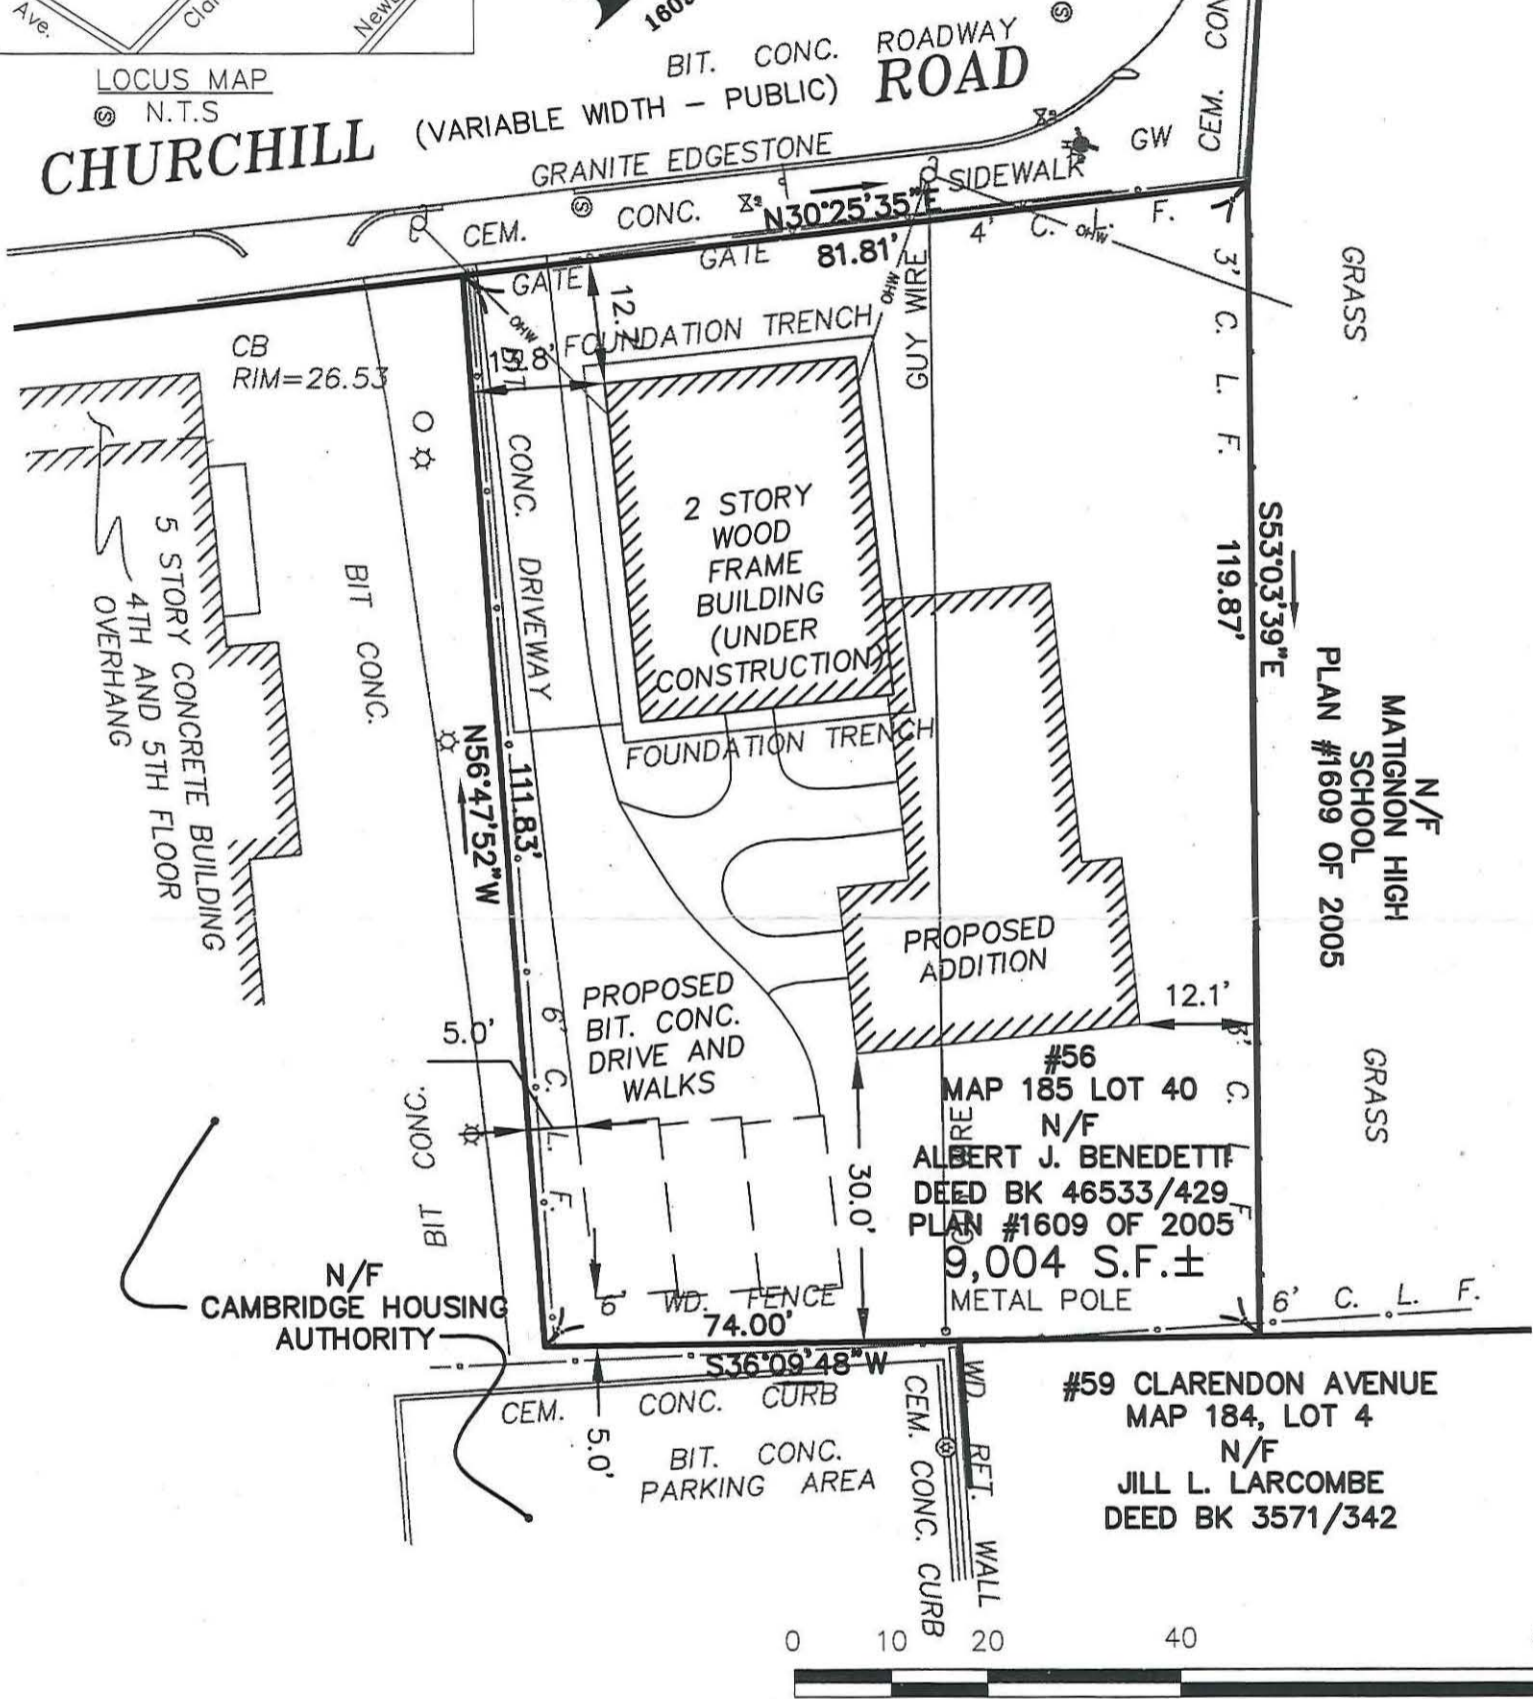 Ave.
LOCUS MAP
N.T.S
BIT. CONC. ROADWAY
CHURCHILL (VARIABLE WIDTH - PUBLIC) ROAD
GRANITE EDGESTONE
CEM. CONC. SIDEWALK
GW
CEM.
N30°25'35"E
81.81'
GATE
GATE
4' C. L. F.
OHW
OHW
OHW
GUY WIRE
3' C. L. F.
GRASS
CB
RIM=26.53
FOUNDATION TRENCH
CONC. DRIVEWAY
2 STORY
WOOD
FRAME
BUILDING
(UNDER
CONSTRUCTION)
FOUNDATION TRENCH
S53°03'39"E
119.87'
N/F
MATIGNON HIGH
SCHOOL
PLAN #1609 OF 2005
5 STORY CONCRETE BUILDING
4TH AND 5TH FLOOR
OVERHANG
BIT CONC.
N56°47'52"W
111.83'
PROPOSED
ADDITION
12.1'
PROPOSED
BIT. CONC.
DRIVE AND
WALKS
5.0'
6' C. L. F.
3' C. L. F
GRASS
BIT CONC.
30.0'
#56
MAP 185 LOT 40
N/F
ALBERT J. BENEDETTI
DEED BK 46533/429
PLAN #1609 OF 2005
9,004 S.F.±
METAL POLE
N/F
CAMBRIDGE HOUSING
AUTHORITY
6' WD. FENCE
74.00'
S36°09'48"W
6' C. L. F.
CEM. CONC. CURB
5.0'
BIT. CONC.
PARKING AREA
CEM. CONC. CURB
WD. RET. WALL
#59 CLARENDON AVENUE
MAP 184, LOT 4
N/F
JILL L. LARCOMBE
DEED BK 3571/342
0 10 20 40